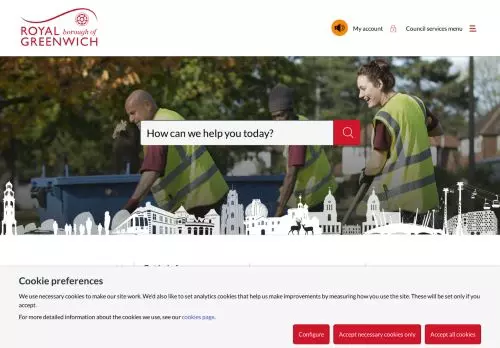 ROYAL borough of
GREENWICH
My account
Council services menu
How can we help you today?
Cookie preferences
We use necessary cookies to make our site work. We'd also like to set analytics cookies that help us make improvements by measuring how you use the site. These will be set only if you
accept.
For more detailed information about the cookies we use, see our cookies page.
Configure
Accept necessary cookies only
Accept all cookies